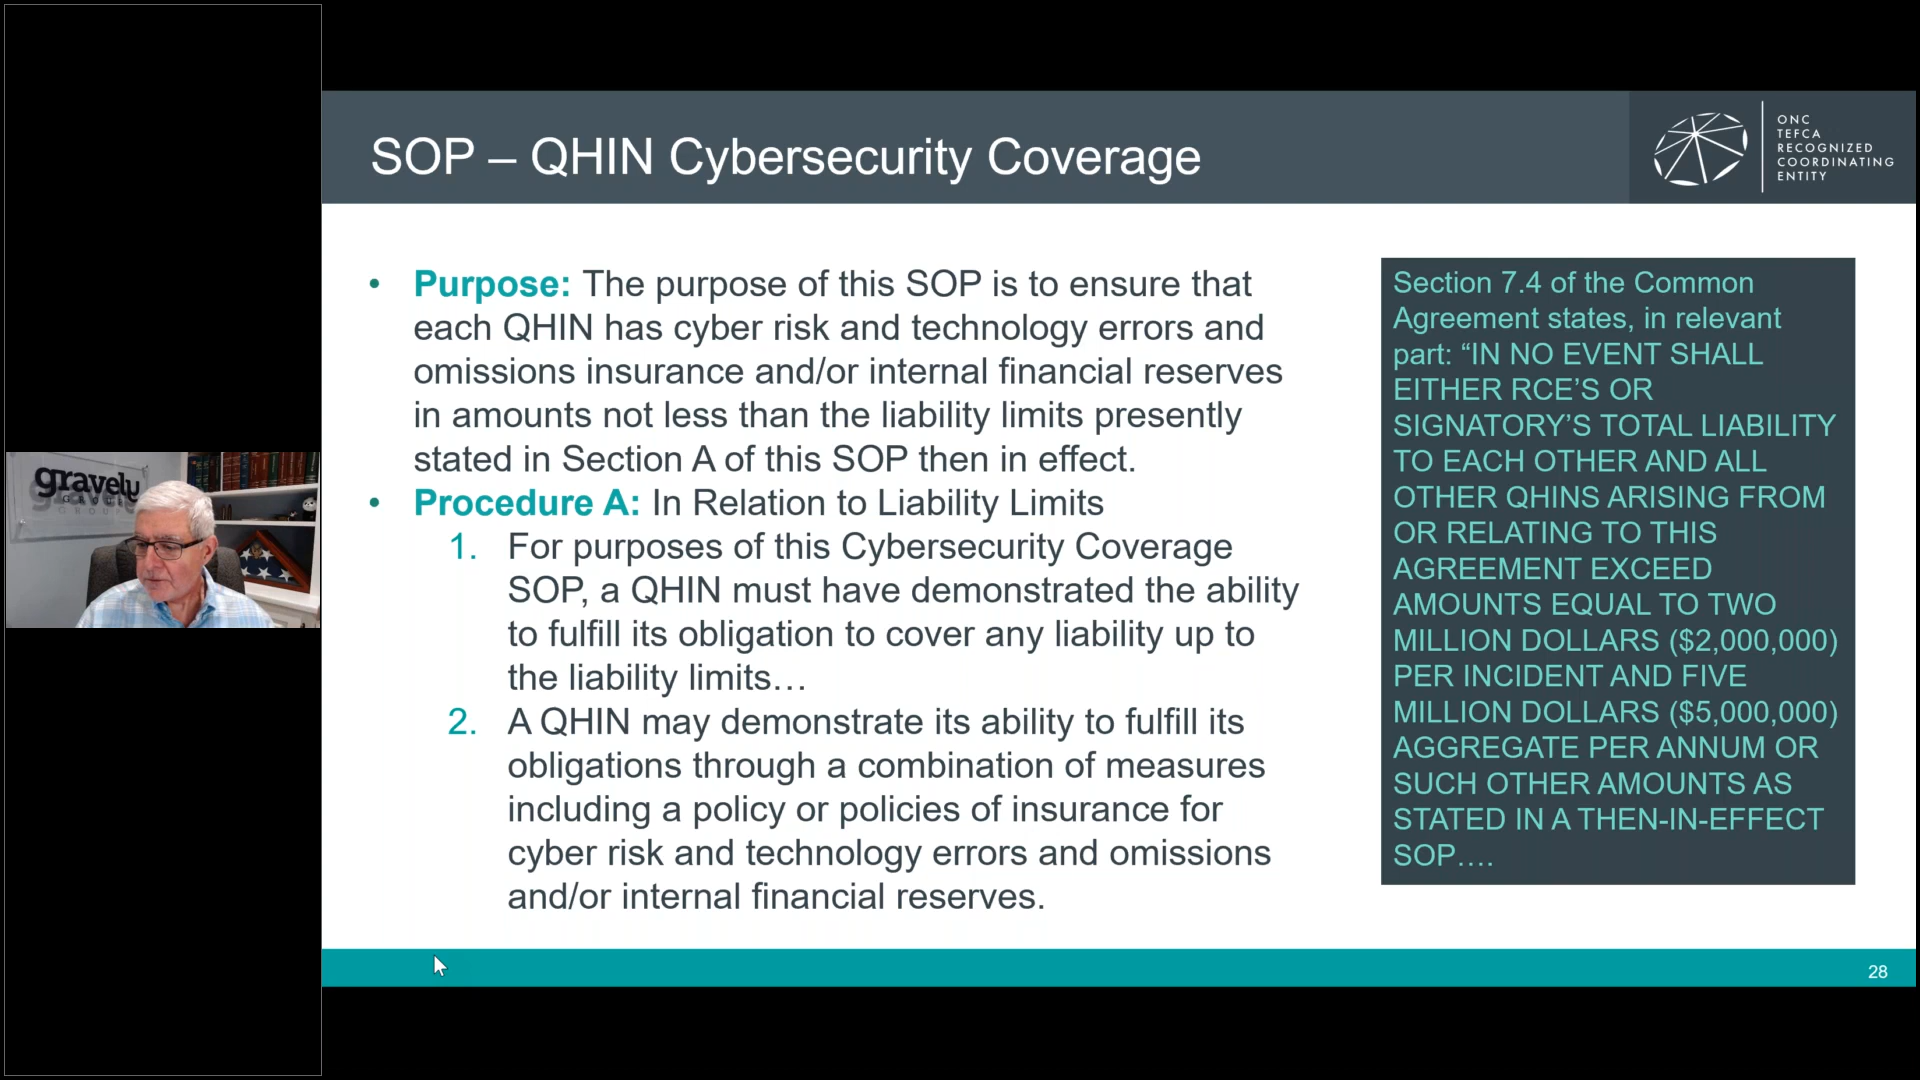 SOP – QHIN Cybersecurity Coverage
ONC
TEFCA
RECOGNIZED
COORDINATING
ENTITY
• Purpose: The purpose of this SOP is to ensure that
each QHIN has cyber risk and technology errors and
omissions insurance and/or internal financial reserves
in amounts not less than the liability limits presently
stated in Section A of this SOP then in effect.
• Procedure A: In Relation to Liability Limits
1. For purposes of this Cybersecurity Coverage
SOP, a QHIN must have demonstrated the ability
to fulfill its obligation to cover any liability up to
the liability limits…
2. A QHIN may demonstrate its ability to fulfill its
obligations through a combination of measures
including a policy or policies of insurance for
cyber risk and technology errors and omissions
and/or internal financial reserves.
Section 7.4 of the Common
Agreement states, in relevant
part: “IN NO EVENT SHALL
EITHER RCE’S OR
SIGNATORY’S TOTAL LIABILITY
TO EACH OTHER AND ALL
OTHER QHINS ARISING FROM
OR RELATING TO THIS
AGREEMENT EXCEED
AMOUNTS EQUAL TO TWO
MILLION DOLLARS ($2,000,000)
PER INCIDENT AND FIVE
MILLION DOLLARS ($5,000,000)
AGGREGATE PER ANNUM OR
SUCH OTHER AMOUNTS AS
STATED IN A THEN-IN-EFFECT
SOP….
28
gravely
GROUP